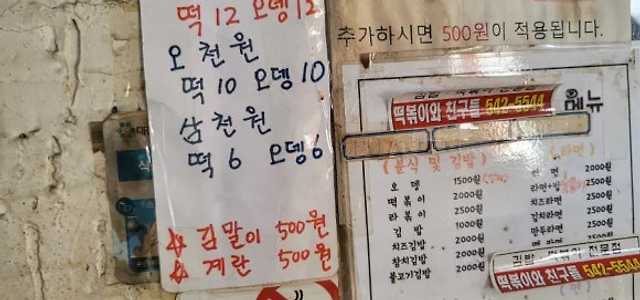 떡 12 오뎅 12
오천원
떡 10 오뎅 10
삼천원
떡 6 오뎅 6
☆ 김말이 500원
☆ 계란 500원
추가하시면 500원이 적용됩니다.
메뉴
떡볶이와 친구들 542-5544
(분식 및 김밥)
오뎅 1500원
떡볶이 2000원
라볶이 2500원
김밥 1000원
치즈김밥 2000원
참치김밥 2000원
불고기김밥 2000원
(라면)
라면 2000원
라면+밥 2500원
치즈라면 2500원
김치라면 2500원
만두라면 2500원
김밥 떡볶이 전문점
떡볶이와 친구들 542-5544